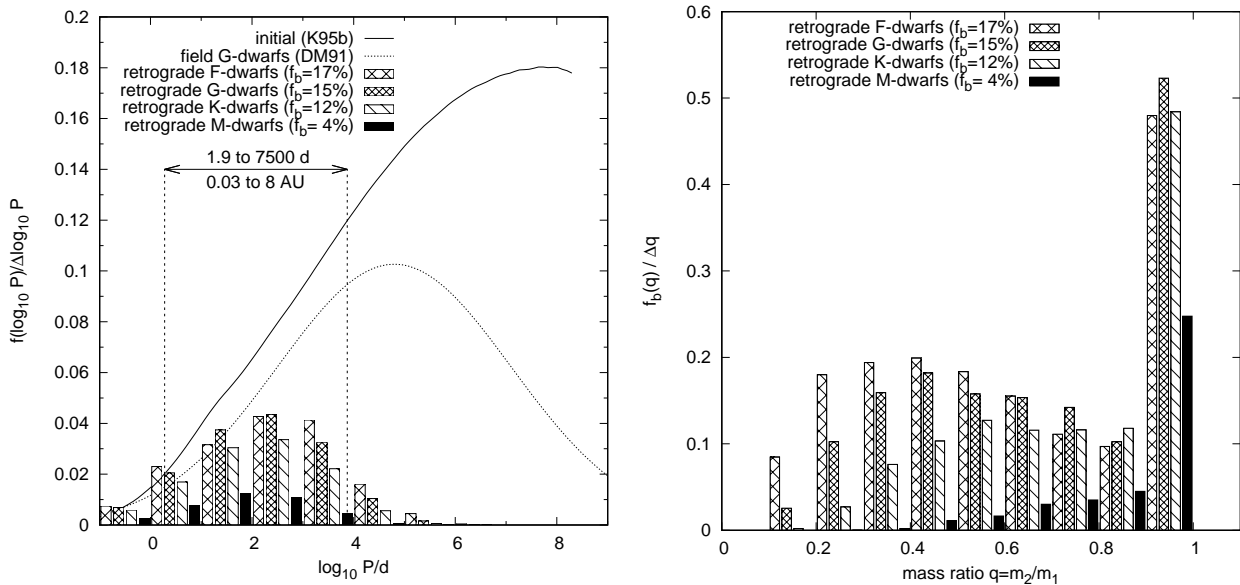 0.2
0.18
0.16
0.14
0.12
0.1
0.08
0.06
0.04
0.02
0
f(log10 P)/Δlog10 P
initial (K95b)
field G-dwarfs (DM91)
retrograde F-dwarfs (fb=17%)
retrograde G-dwarfs (fb=15%)
retrograde K-dwarfs (fb=12%)
retrograde M-dwarfs (fb= 4%)
1.9 to 7500 d
0.03 to 8 AU
0 2 4 6 8
log10 P/d
0.6
0.5
0.4
0.3
0.2
0.1
0
fb(q) / Δq
retrograde F-dwarfs (fb=17%)
retrograde G-dwarfs (fb=15%)
retrograde K-dwarfs (fb=12%)
retrograde M-dwarfs (fb= 4%)
0 0.2 0.4 0.6 0.8 1
mass ratio q=m2/m1